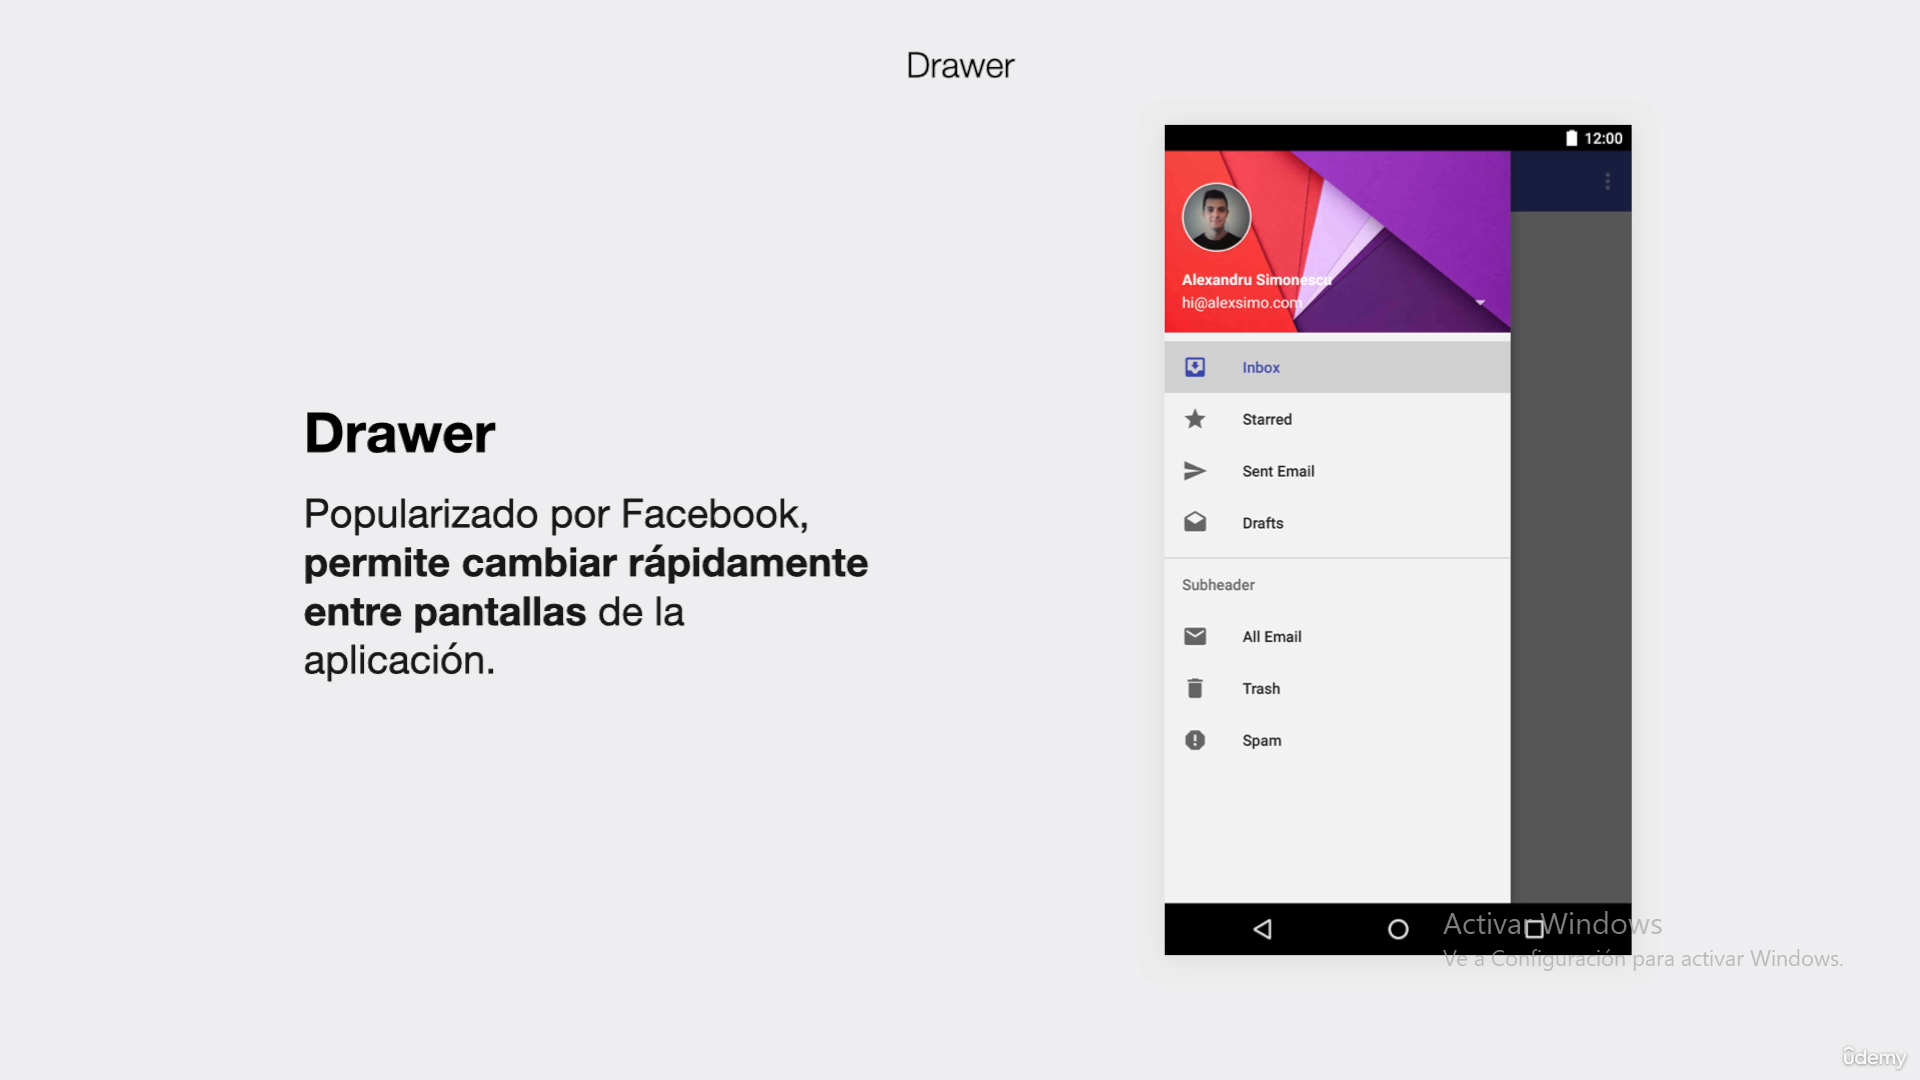 Drawer
12:00
Alexandru Simonescu
hi@alexsimo.com
Inbox
Starred
Sent Email
Drafts
Subheader
All Email
Trash
Spam
Drawer
Popularizado por Facebook,
permite cambiar rápidamente
entre pantallas de la
aplicación.
Activar Windows
Ve a Configuración para activar Windows.
ûdemy